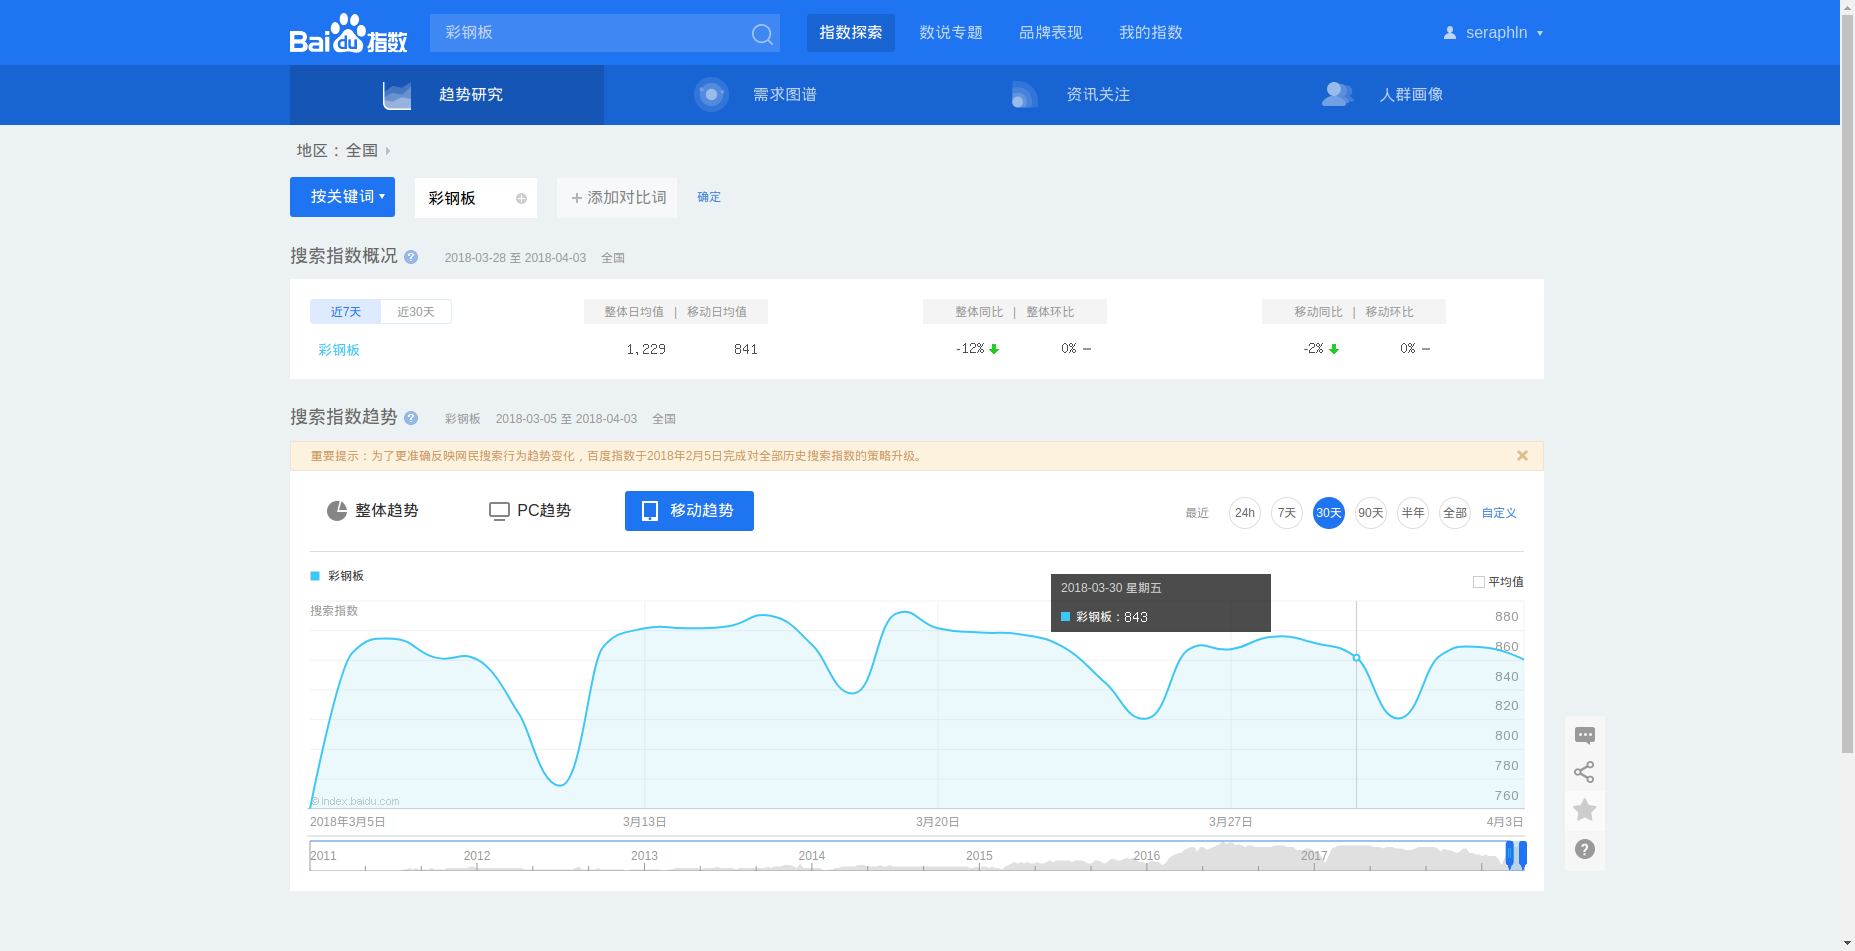 Bai du 指数 彩钢板 指数探索 数说专题 品牌表现 我的指数 seraphln
趋势研究 需求图谱 资讯关注 人群画像
地区：全国
按关键词 彩钢板 添加对比词 确定
搜索指数概况 ? 2018-03-28 至 2018-04-03 全国
近7天 近30天 整体日均值 | 移动日均值 整体同比 | 整体环比 移动同比 | 移动环比
彩钢板 1,229 841 -12% 0% -2% 0%
搜索指数趋势 ? 彩钢板 2018-03-05 至 2018-04-03 全国
重要提示：为了更准确反映网民搜索行为趋势变化，百度指数于2018年2月5日完成对全部历史搜索指数的策略升级。
整体趋势 PC趋势 移动趋势 最近 24h 7天 30天 90天 半年 全部 自定义
彩钢板 平均值
2018-03-30 星期五
彩钢板：843
搜索指数
880
860
840
820
800
780
760
©index.baidu.com
2018年3月5日 3月13日 3月20日 3月27日 4月3日
2011 2012 2013 2014 2015 2016 2017
?